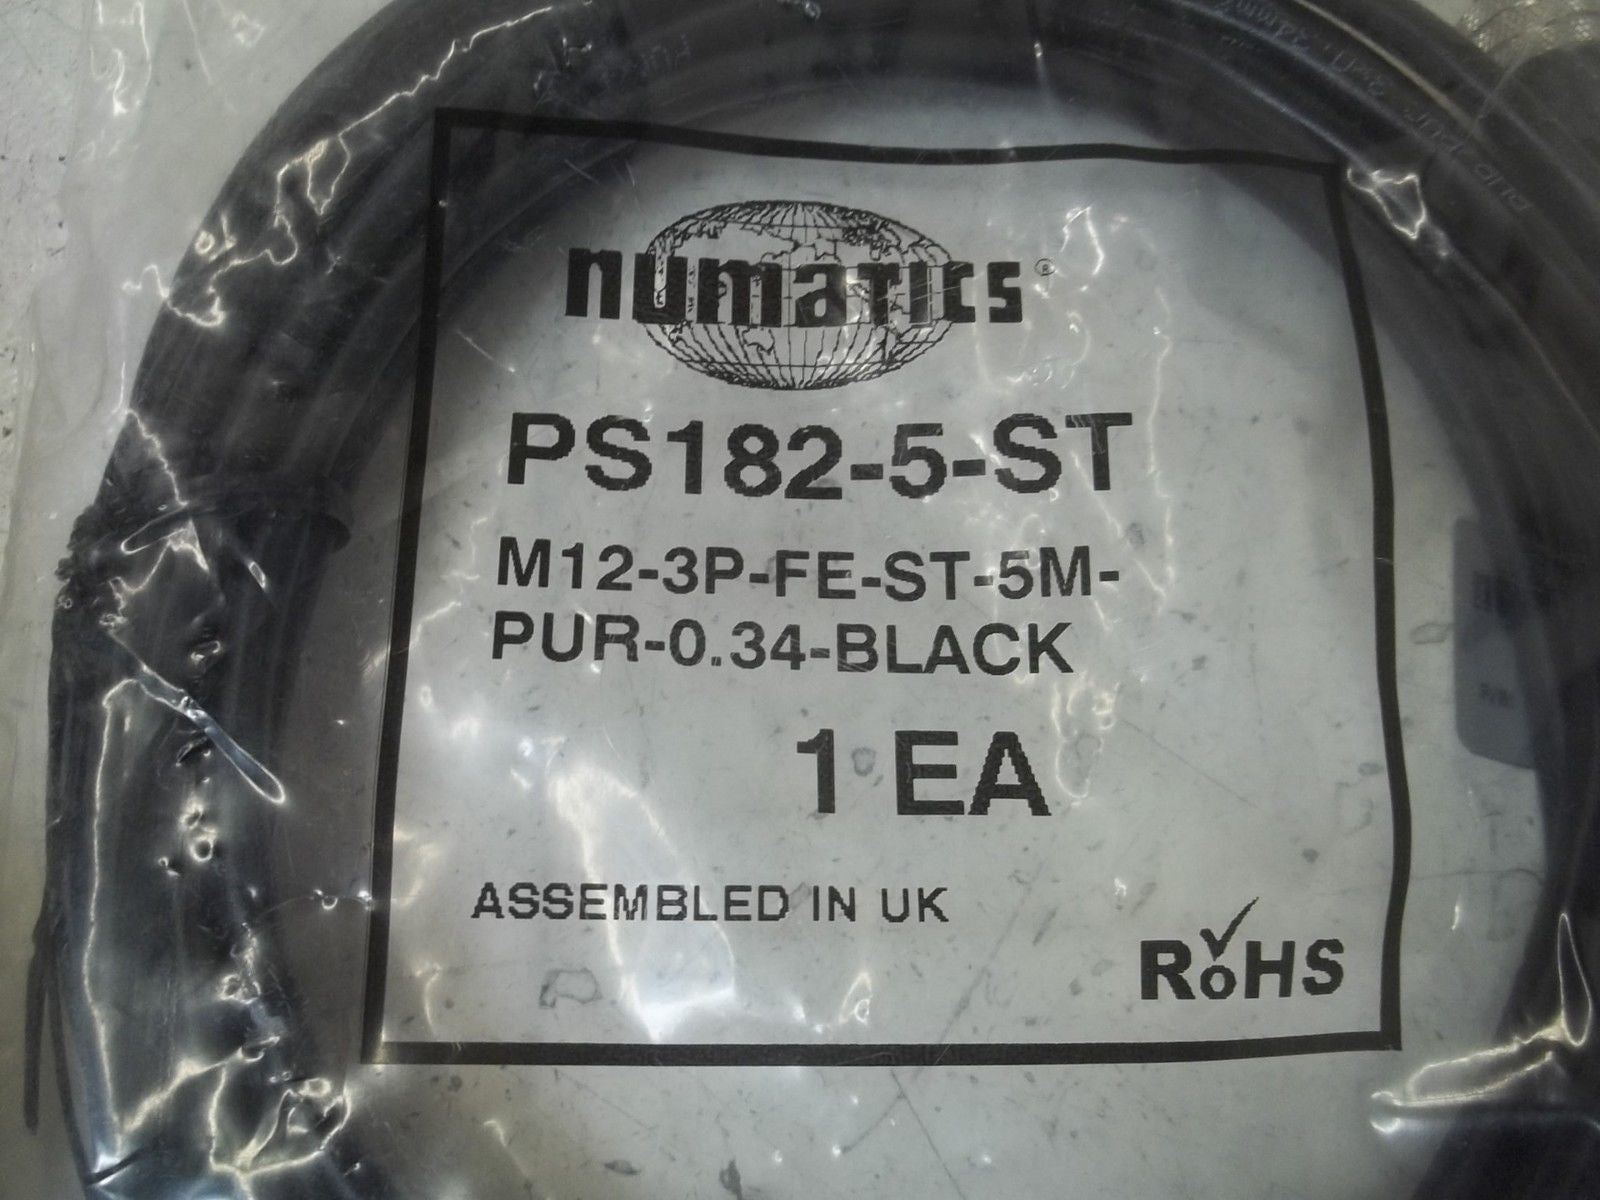 numatics®
PS182-5-ST
M12-3P-FE-ST-5M-
PUR-0.34-BLACK
1 EA
ASSEMBLED IN UK
RoHS